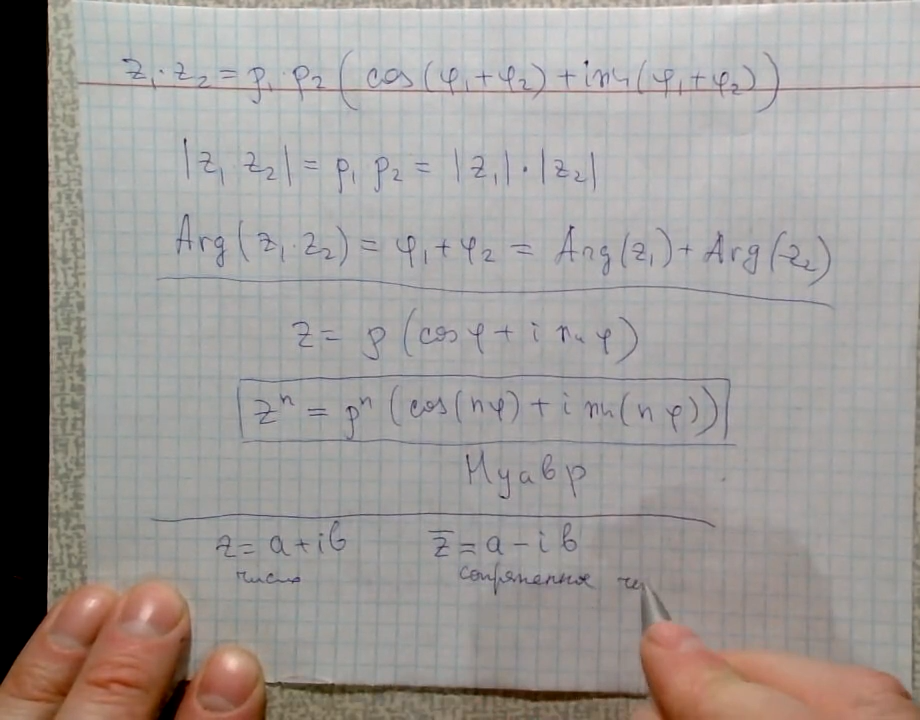 z₁·z₂ = ρ₁·ρ₂ (cos(φ₁+φ₂) + i sin(φ₁+φ₂))
|z₁ z₂| = ρ₁ ρ₂ = |z₁|·|z₂|
Arg(z₁·z₂) = φ₁+φ₂ = Arg(z₁) + Arg(z₂)
z = ρ (cos φ + i sin φ)
zⁿ = ρⁿ (cos(nφ) + i sin(nφ))
Муавр
z = a + ib z̅ = a - ib
число сопряженное